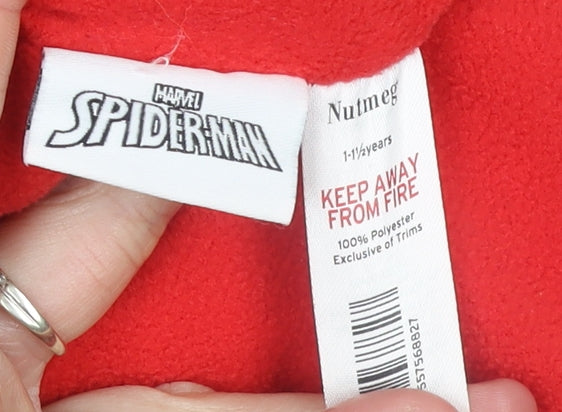 MARVEL
SPIDER-MAN
Nutmeg
1-1½years
KEEP AWAY
FROM FIRE
100% Polyester
Exclusive of Trims
557568827